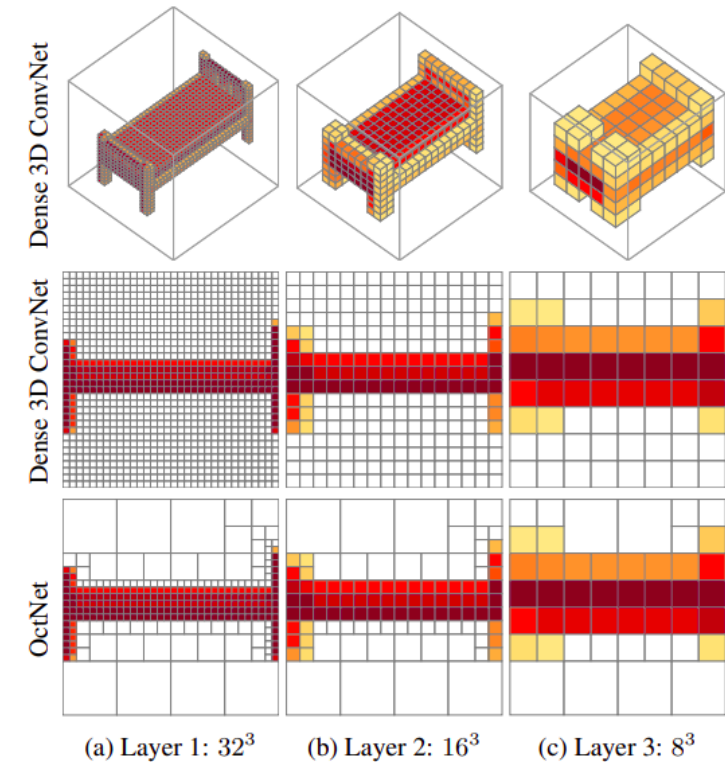 Dense 3D ConvNet
Dense 3D ConvNet
OctNet
(a) Layer 1: 32³
(b) Layer 2: 16³
(c) Layer 3: 8³